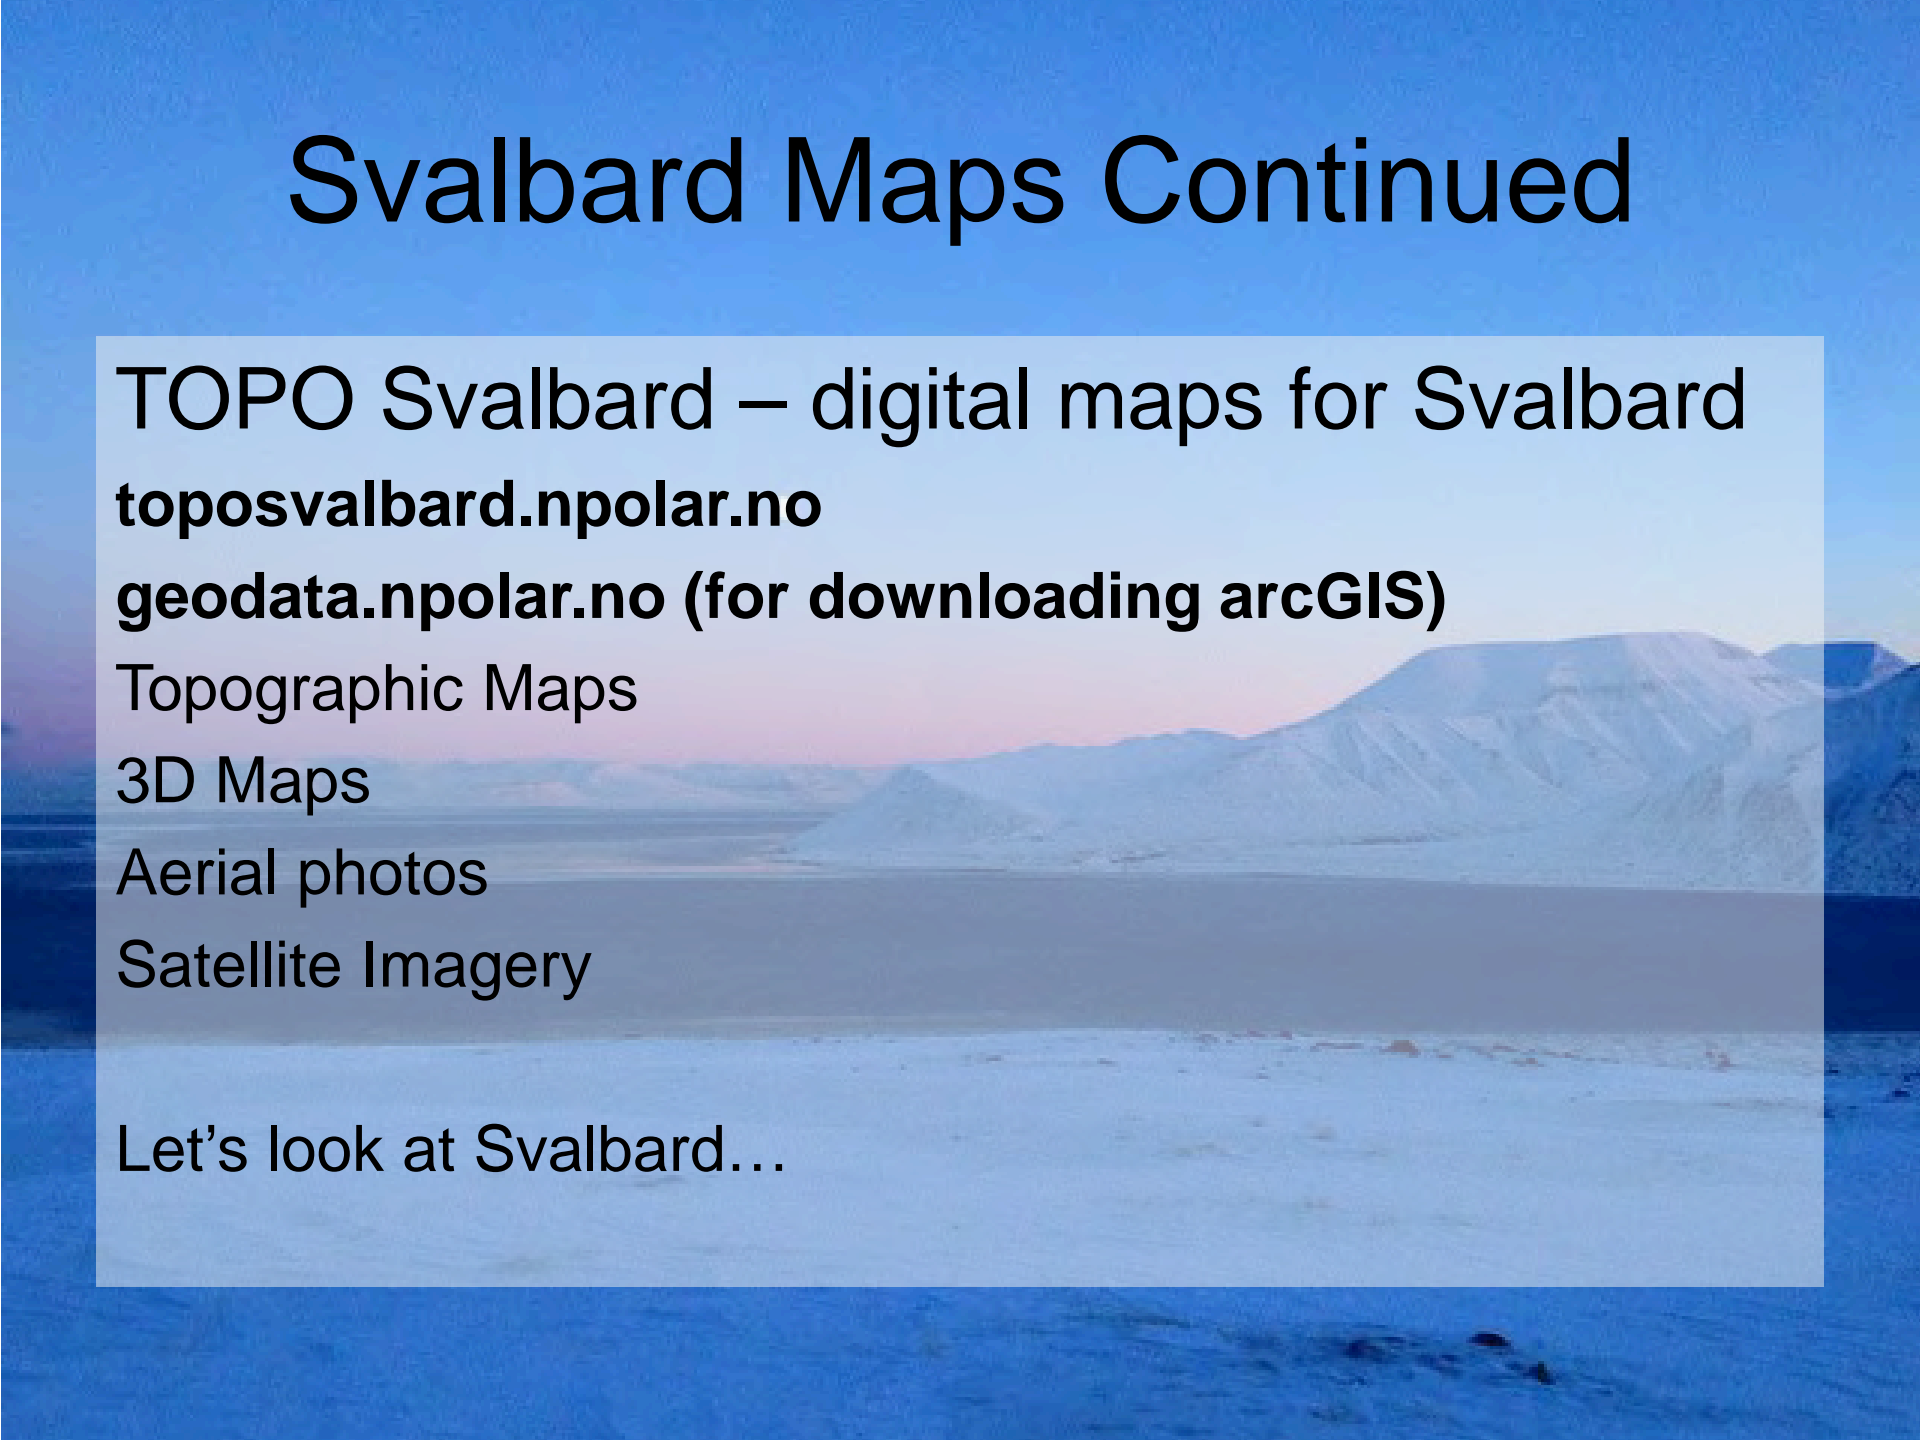 Svalbard Maps Continued
TOPO Svalbard – digital maps for Svalbard
toposvalbard.npolar.no
geodata.npolar.no (for downloading arcGIS)
Topographic Maps
3D Maps
Aerial photos
Satellite Imagery
Let’s look at Svalbard…